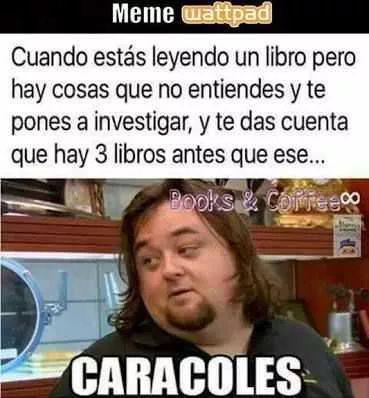 Meme wattpad
Cuando estás leyendo un libro pero
hay cosas que no entiendes y te
pones a investigar, y te das cuenta
que hay 3 libros antes que ese...
Books & Coffee∞
CARACOLES